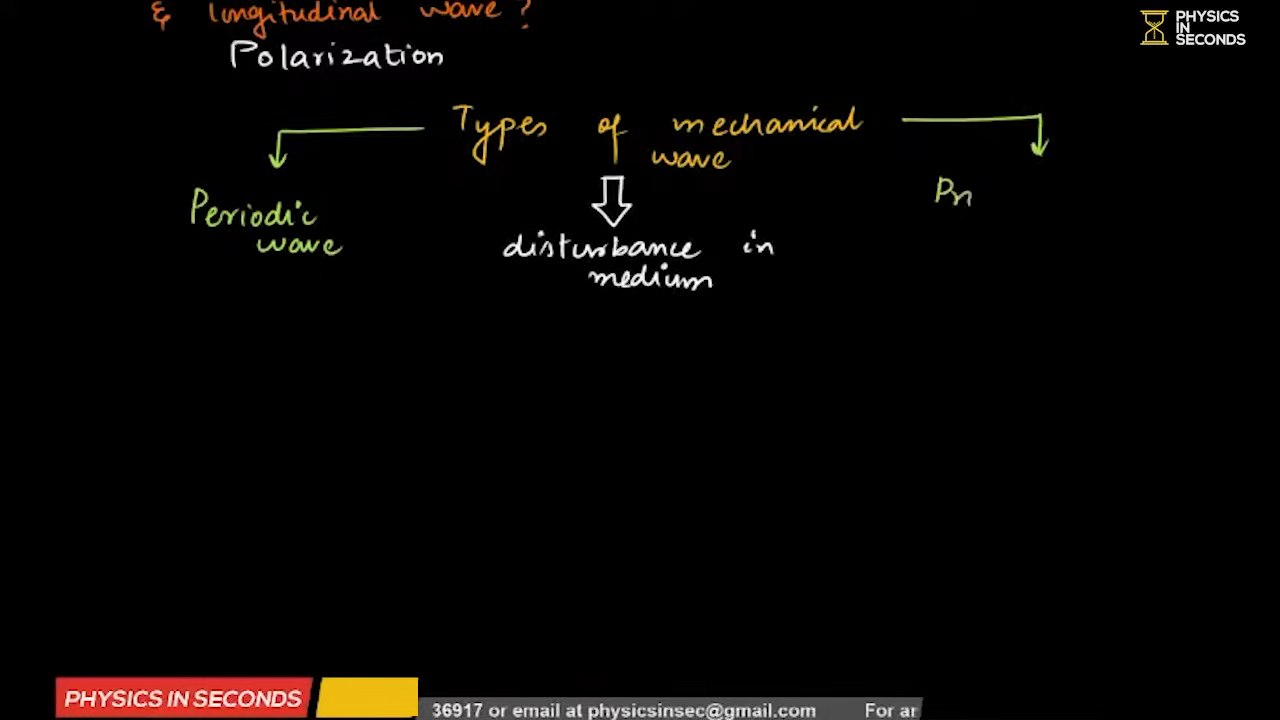 & longitudinal wave?
Polarization
Types of mechanical
wave
Periodic
wave
disturbance in
medium
PHYSICS
IN
SECONDS
PHYSICS IN SECONDS
36917 or email at physicsinsec@gmail.com For ar